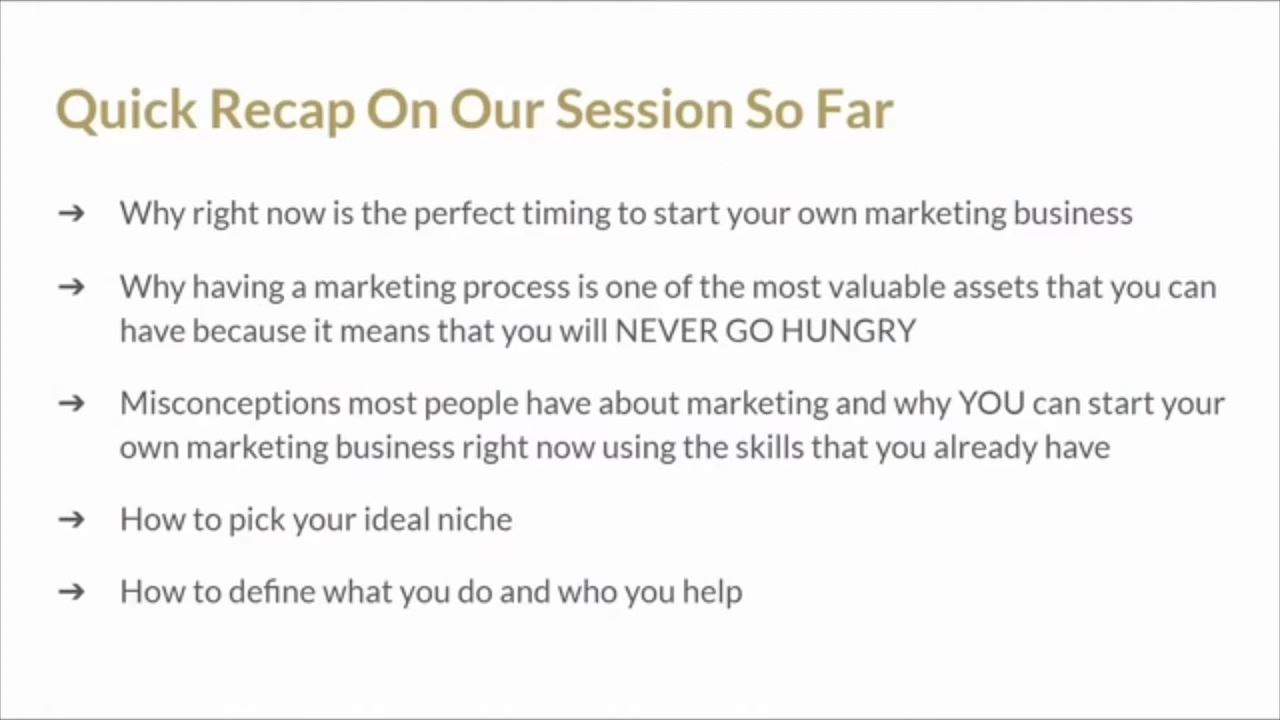 Quick Recap On Our Session So Far
➔ Why right now is the perfect timing to start your own marketing business
➔ Why having a marketing process is one of the most valuable assets that you can
have because it means that you will NEVER GO HUNGRY
➔ Misconceptions most people have about marketing and why YOU can start your
own marketing business right now using the skills that you already have
➔ How to pick your ideal niche
➔ How to define what you do and who you help